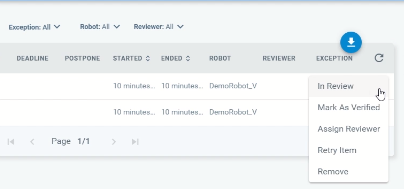 Exception: All Robot: All Reviewer: All
DEADLINE POSTPONE STARTED ENDED ROBOT REVIEWER EXCEPTION
10 minutes... 10 minutes... DemoRobot_V
10 minutes... 10 minutes... DemoRobot_V
In Review
Mark As Verified
Assign Reviewer
Retry Item
Remove
Page 1/1